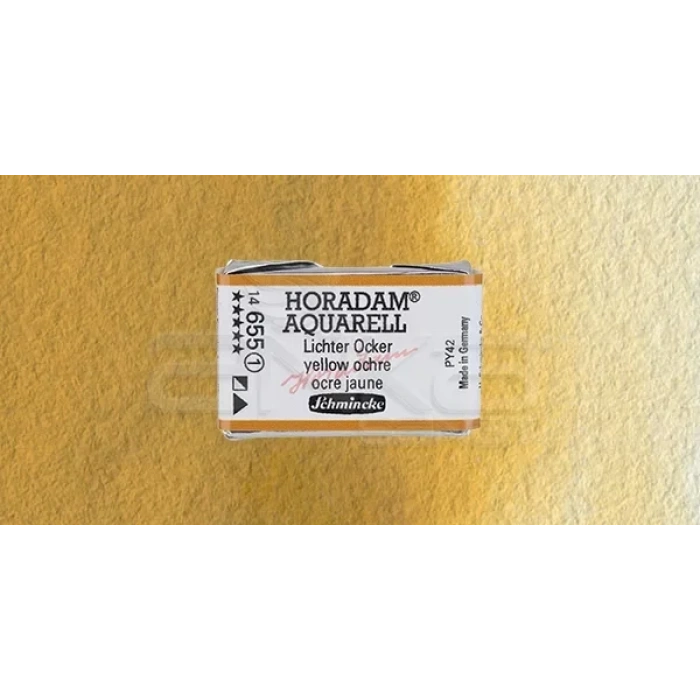 HORADAM®
AQUARELL
Lichter Ocker
yellow ochre
ocre jaune
Schmincke
14 655 1
★★★★★
PY42
Made in Germany